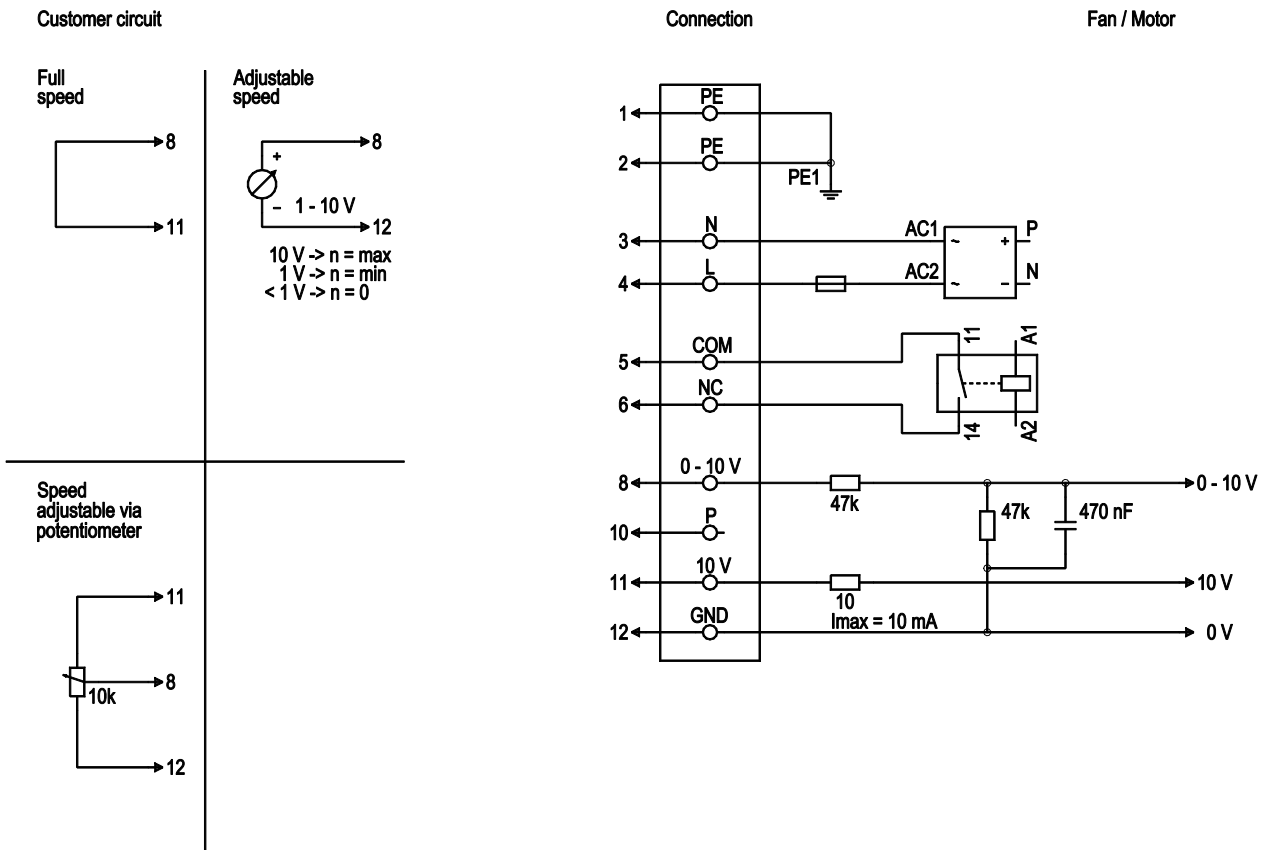 Customer circuit
Connection
Fan / Motor
Full
speed
8
11
Adjustable
speed
8
+
–
1 - 10 V
12
10 V -> n = max
1 V -> n = min
< 1 V -> n = 0
Speed
adjustable via
potentiometer
11
8
10k
12
1
PE
2
PE
PE1
3
N
AC1
~
+
P
4
L
AC2
~
–
N
5
COM
11
A1
6
NC
14
A2
8
0 - 10 V
47k
47k
470 nF
0 - 10 V
10
P
11
10 V
10
Imax = 10 mA
10 V
12
GND
0 V